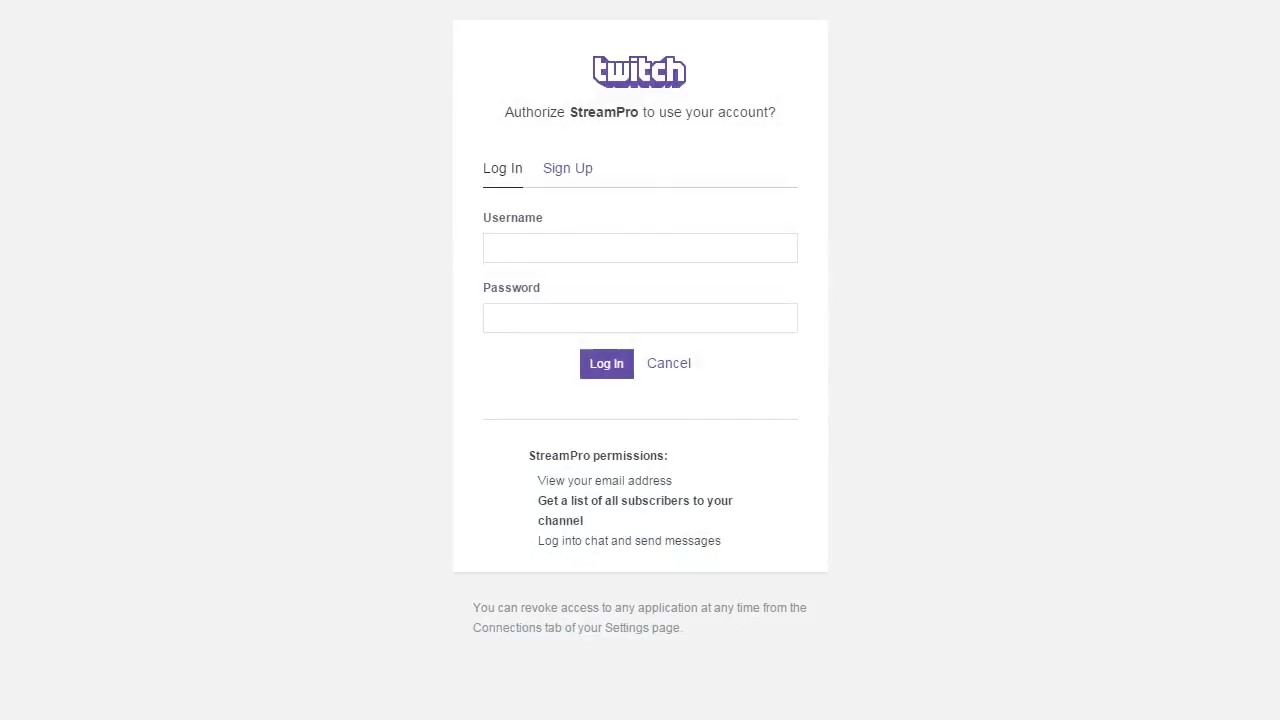 twitch
Authorize StreamPro to use your account?
Log In Sign Up
Username
Password
Log In Cancel
StreamPro permissions:
View your email address
Get a list of all subscribers to your
channel
Log into chat and send messages
You can revoke access to any application at any time from the
Connections tab of your Settings page.